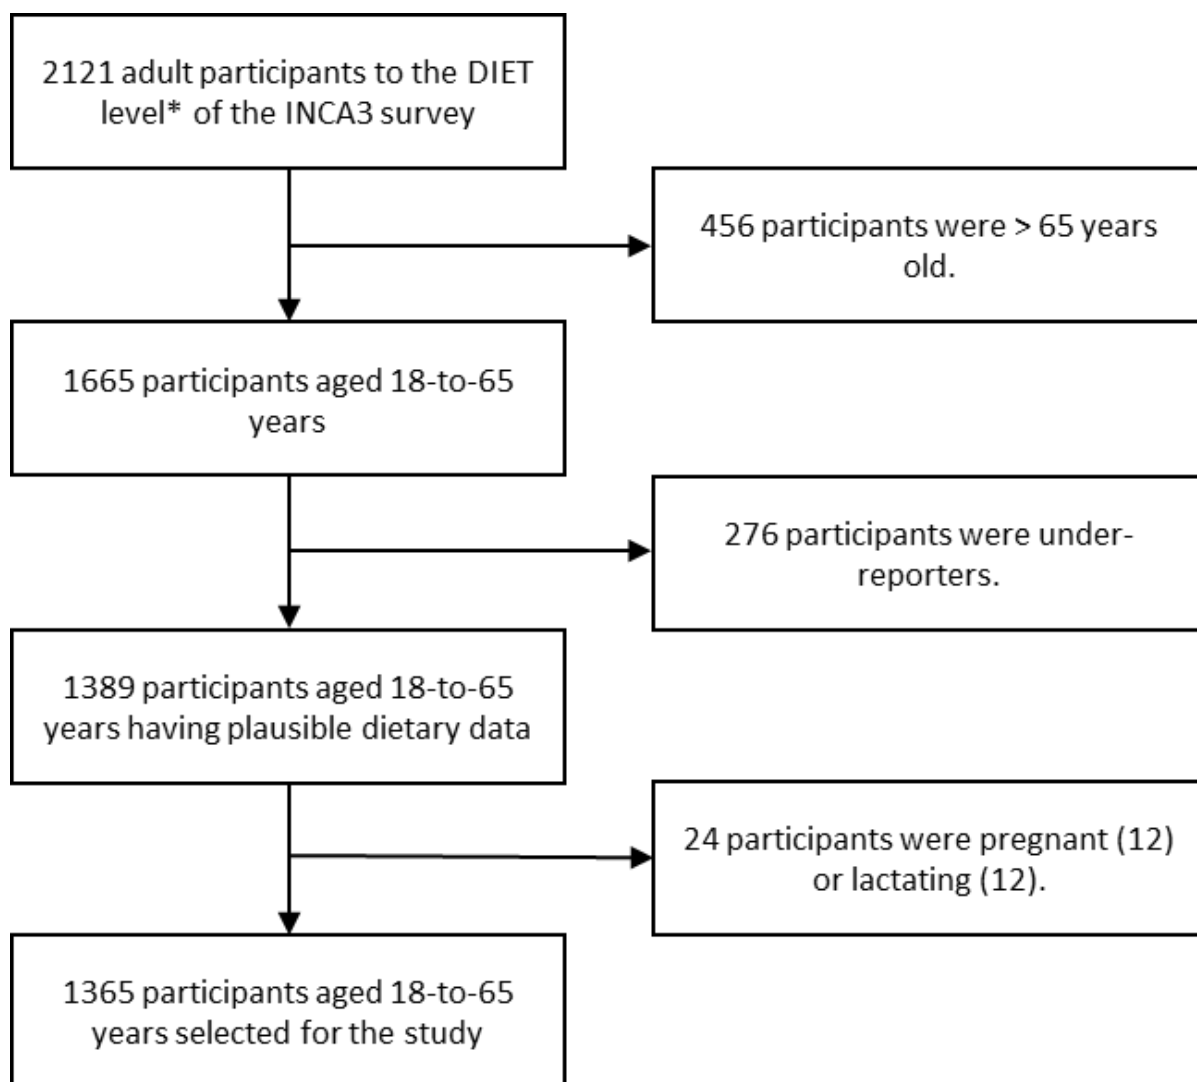 2121 adult participants to the DIET
level* of the INCA3 survey
456 participants were > 65 years
old.
1665 participants aged 18-to-65
years
276 participants were under-
reporters.
1389 participants aged 18-to-65
years having plausible dietary data
24 participants were pregnant (12)
or lactating (12).
1365 participants aged 18-to-65
years selected for the study